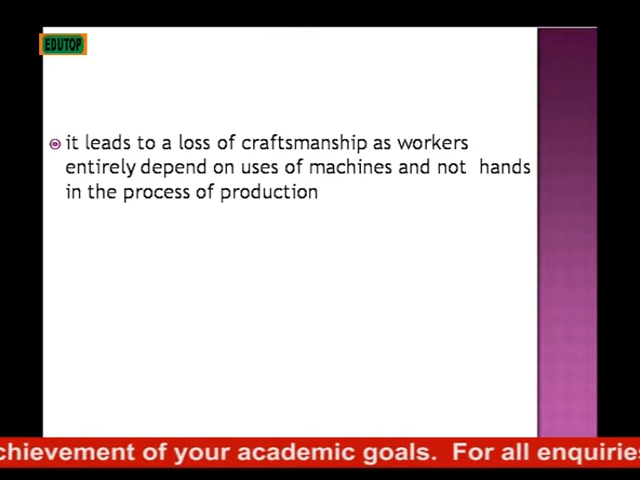 EDUTOP
it leads to a loss of craftsmanship as workers
entirely depend on uses of machines and not hands
in the process of production
chievement of your academic goals. For all enquiries